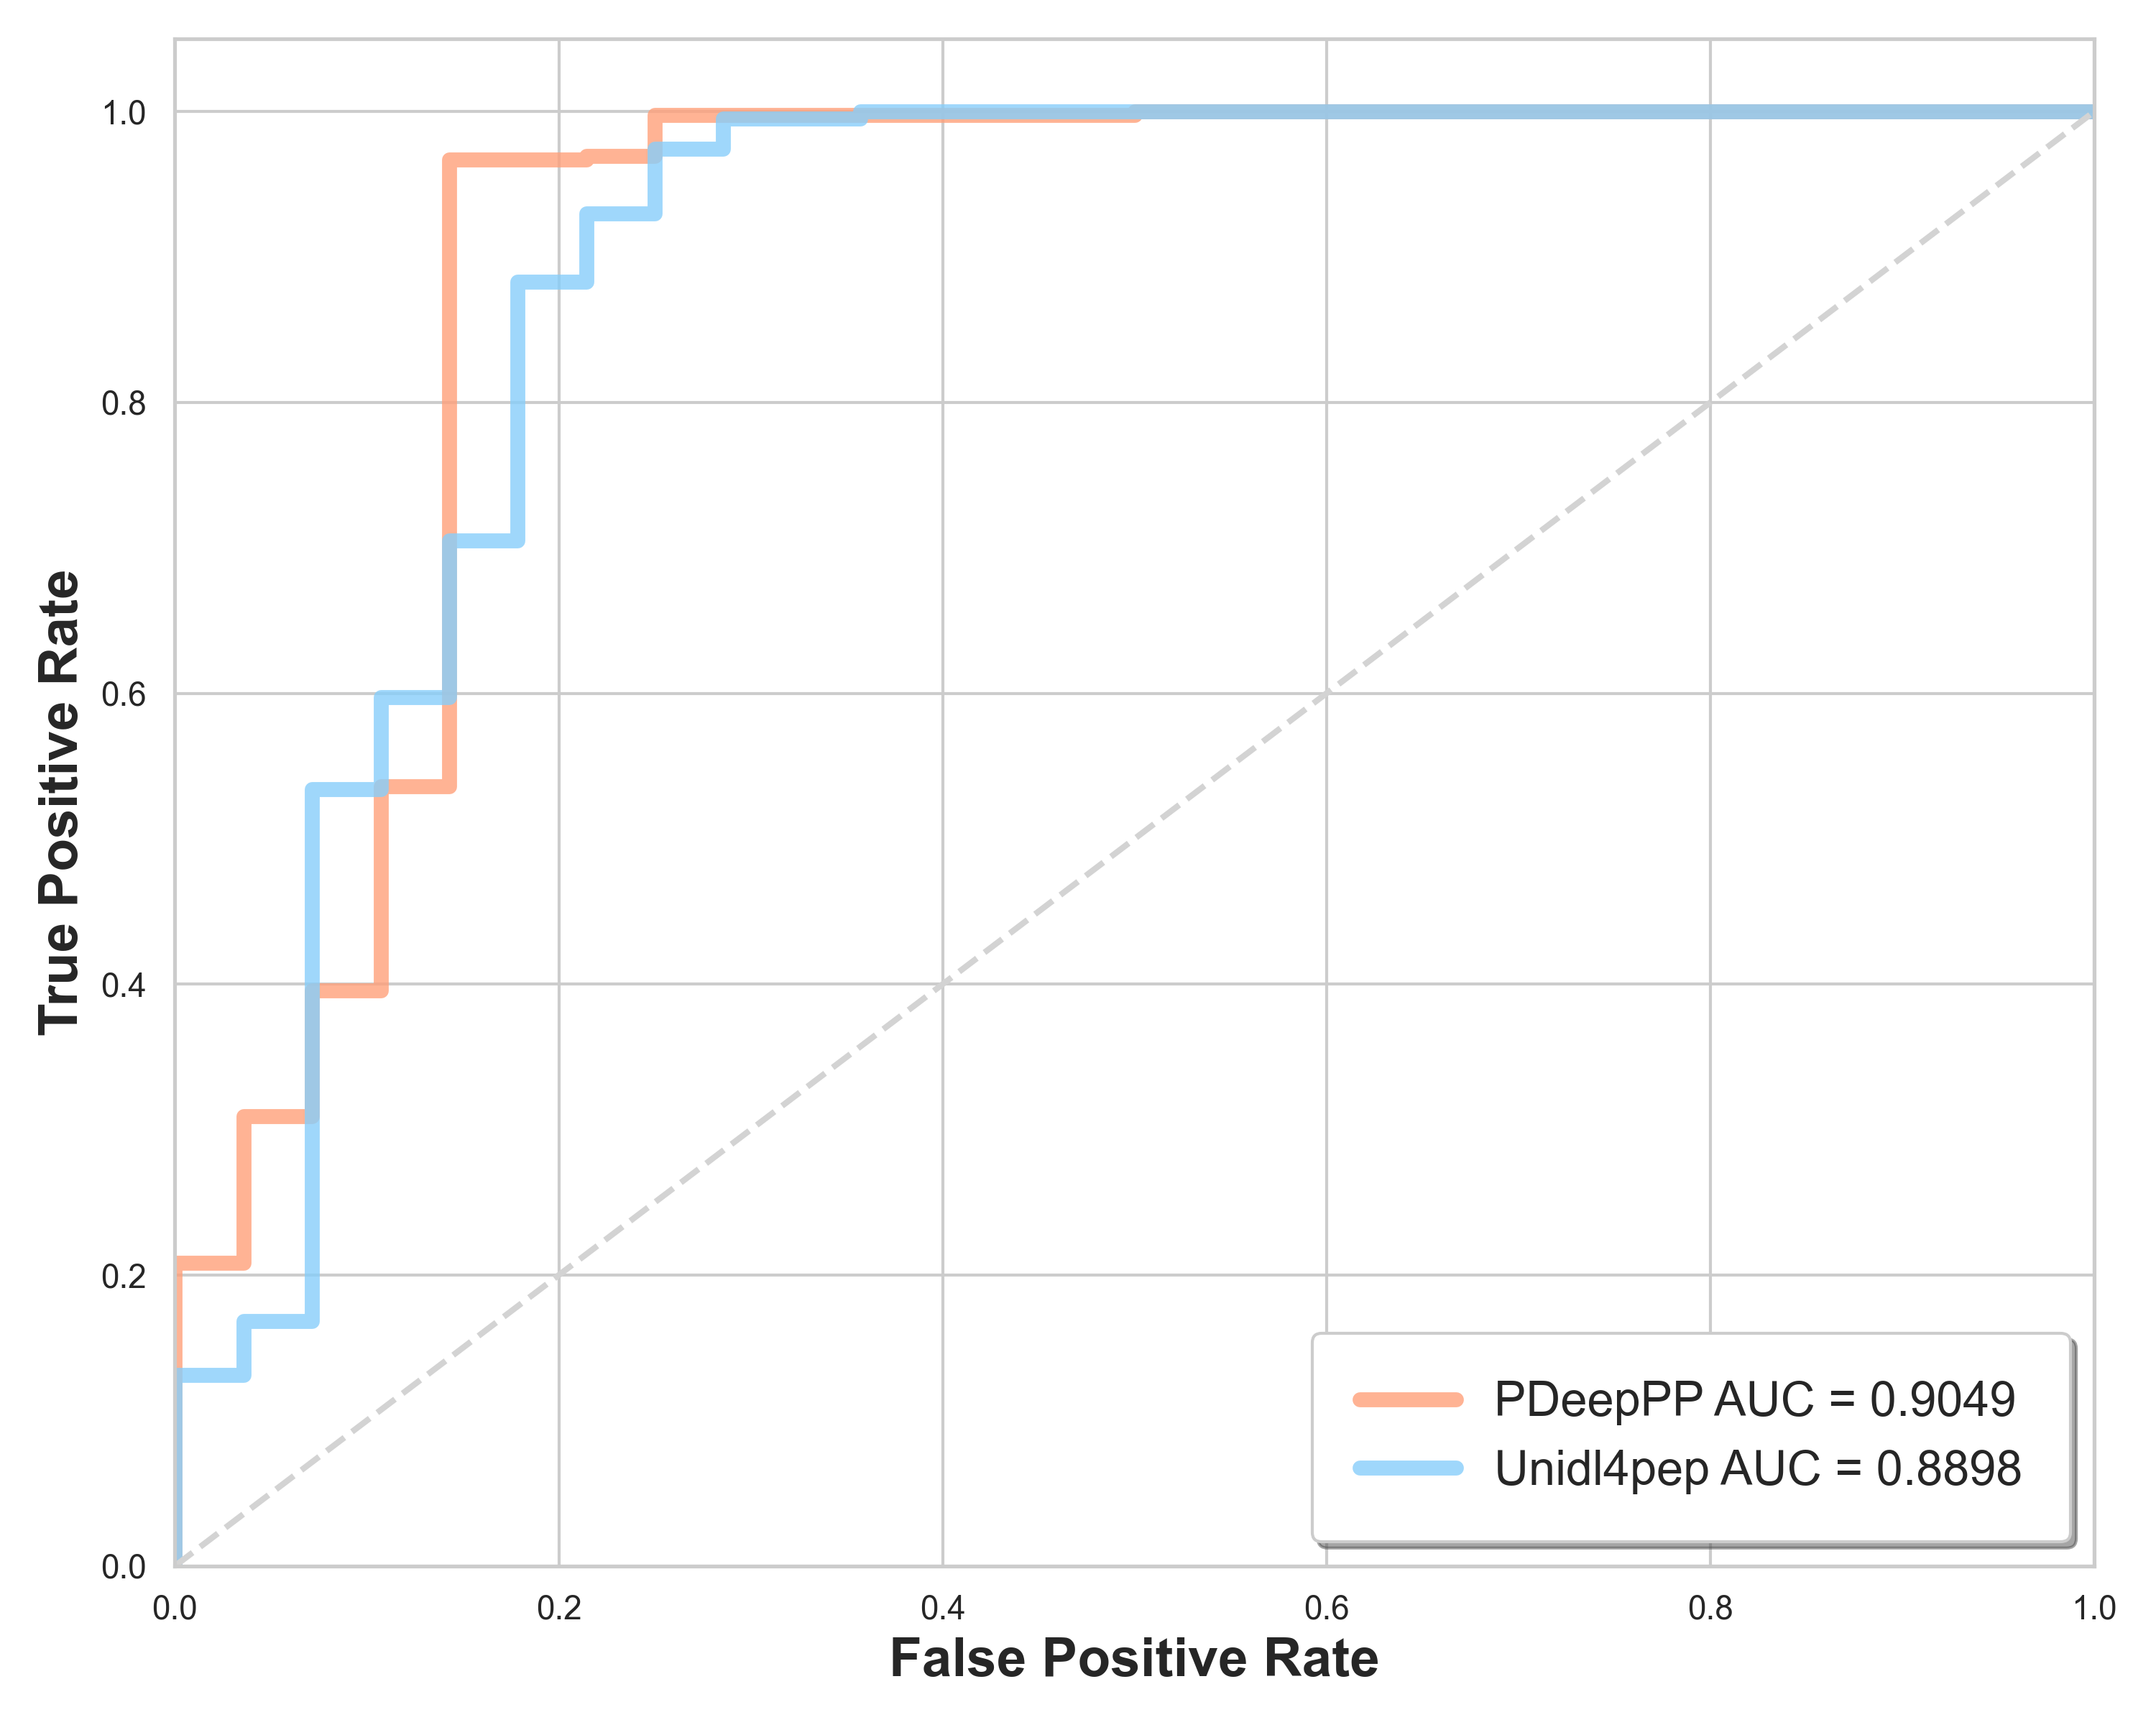 True Positive Rate
1.0
0.8
0.6
0.4
0.2
0.0
0.0 0.2 0.4 0.6 0.8 1.0
False Positive Rate
PDeepPP AUC = 0.9049
Unidl4pep AUC = 0.8898